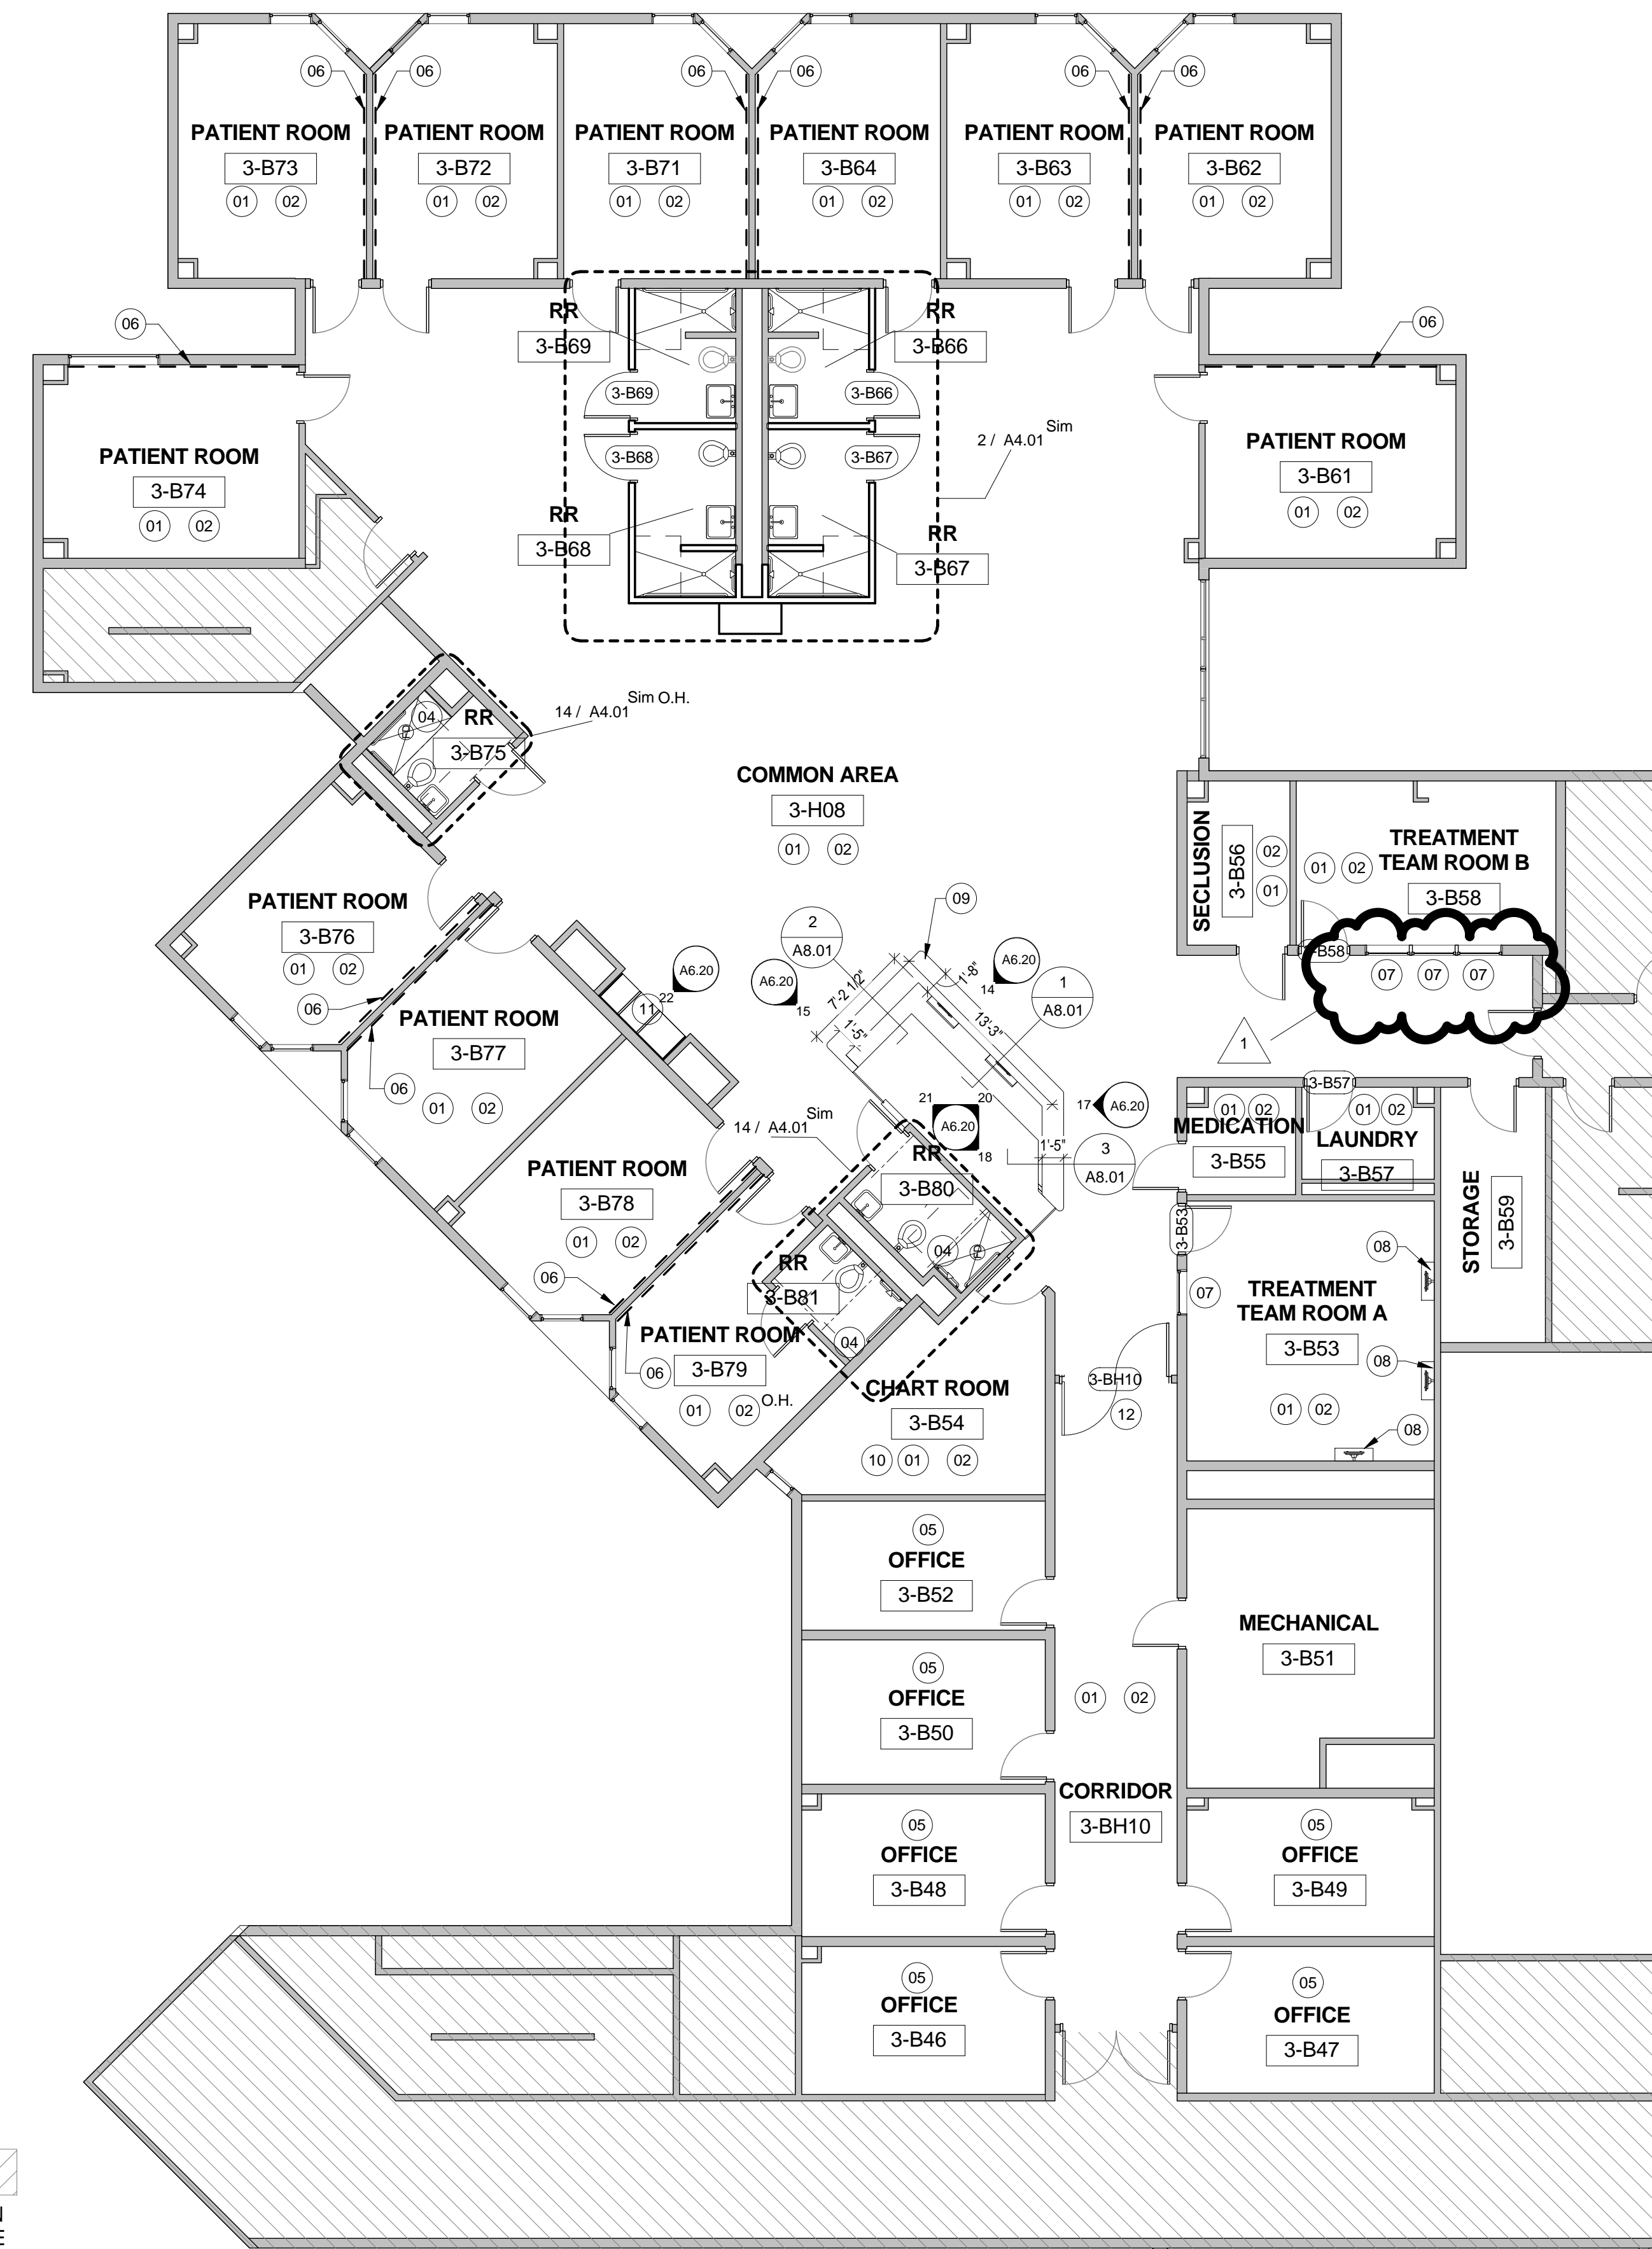 06 06 06 06 06 06
PATIENT ROOM PATIENT ROOM PATIENT ROOM PATIENT ROOM PATIENT ROOM PATIENT ROOM
3-B73 3-B72 3-B71 3-B64 3-B63 3-B62
01 02 01 02 01 02 01 02 01 02 01 02
RR RR
06 06
3-B69 3-B66
3-B69 3-B66
Sim
2 / A4.01
PATIENT ROOM PATIENT ROOM
3-B68 3-B67
3-B74 3-B61
01 02 01 02
RR RR
3-B68 3-B67
Sim O.H.
14 / A4.01
04 RR
3-B75
COMMON AREA
3-H08
01 02
SECLUSION
3-B56
02
01
TREATMENT
TEAM ROOM B
01 02
3-B58
3-B58
07 07 07
1
PATIENT ROOM
3-B76
01 02
06
09
2
A8.01
A6.20
22
11
A6.20
15
A6.20
14
1
A8.01
7'-2 1/2"
1'-8"
1'-5"
13'-3"
PATIENT ROOM
3-B77
06
01 02
Sim
14 / A4.01
21 20
A6.20
18
17 A6.20
1'-5"
3
A8.01
3-B57
01 02 01 02
MEDICATION LAUNDRY
3-B55 3-B57
STORAGE
3-B59
PATIENT ROOM
3-B78
01 02
06
RR
3-B80
04
RR
3-B81
04
3-B53
07
08
TREATMENT
TEAM ROOM A
3-B53
08
01 02
08
PATIENT ROOM
3-B79
06
01 02 O.H.
CHART ROOM
3-B54
10 01 02
3-BH10
12
05
OFFICE
3-B52
MECHANICAL
3-B51
05
OFFICE
3-B50
01 02
CORRIDOR
3-BH10
05
OFFICE
3-B48
05
OFFICE
3-B49
05
OFFICE
3-B46
05
OFFICE
3-B47